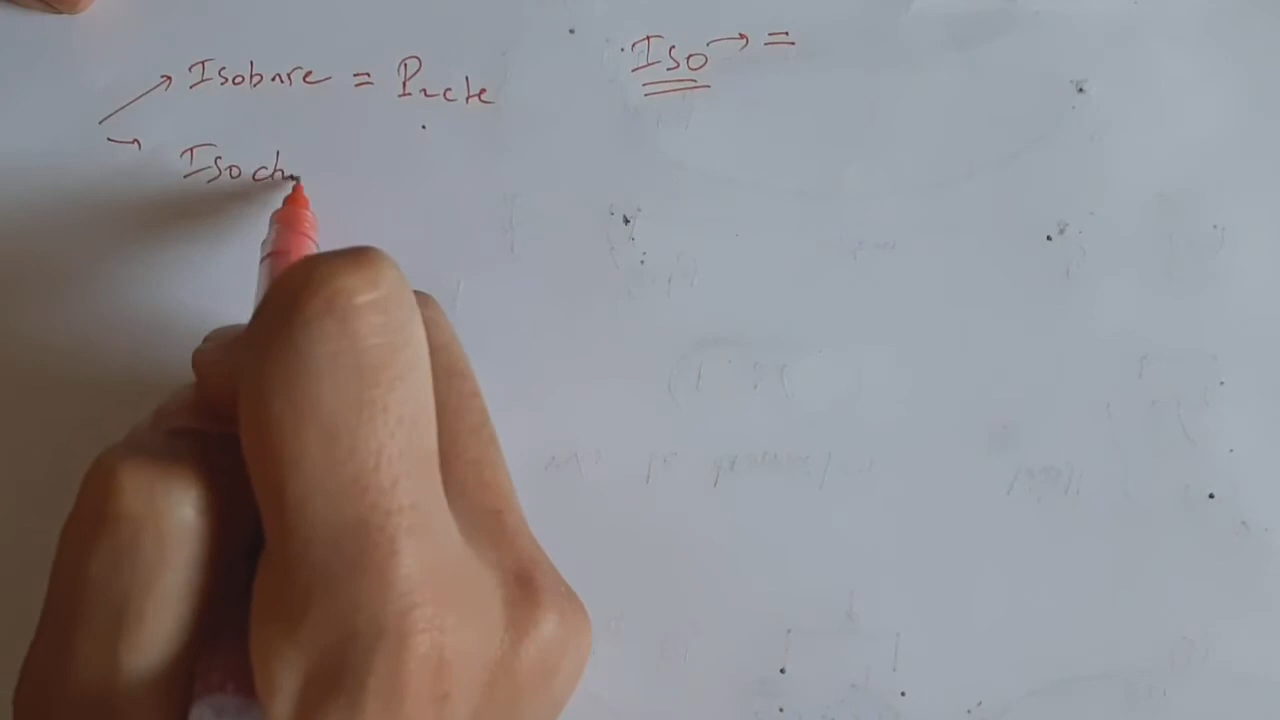 Isobare = P=cte
Iso → =
Isoch